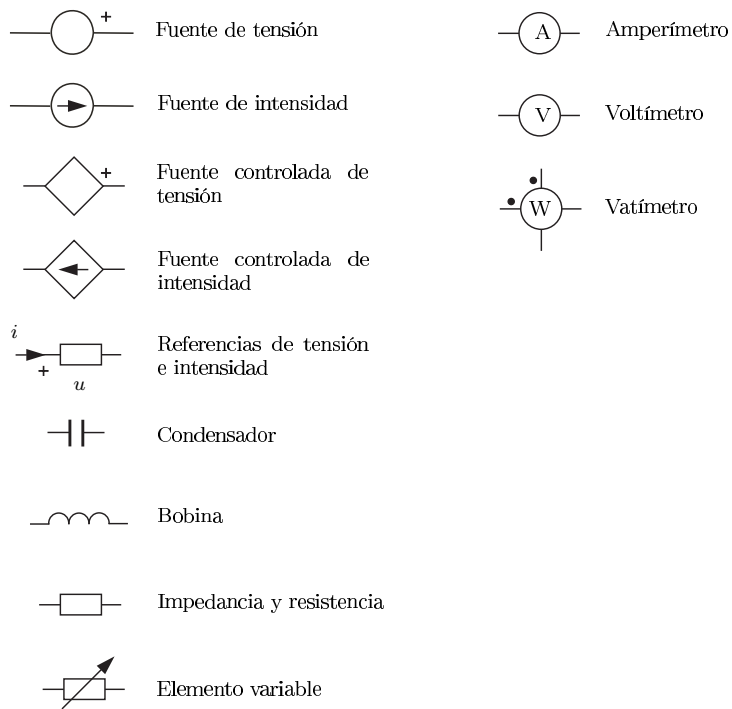 +
Fuente de tensión
Fuente de intensidad
+
Fuente controlada de
tensión
Fuente controlada de
intensidad
i
+
u
Referencias de tensión
e intensidad
Condensador
Bobina
Impedancia y resistencia
Elemento variable
A
Amperímetro
V
Voltímetro
W
Vatímetro